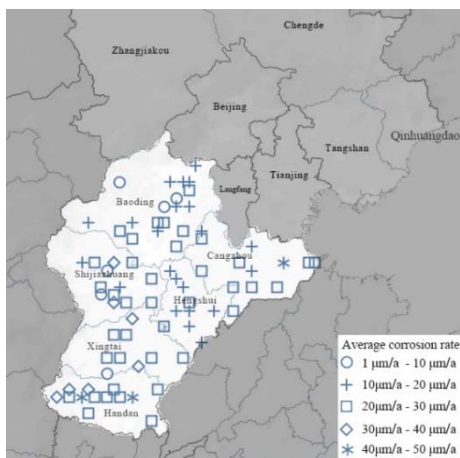 Chengde
Zhangjiakou
Beijing
Qinhuangdao
Tangshan
Tianjing
Langfang
Baoding
Cangzhou
Shijiazhuang
Hengshui
Xingtai
Handan
Average corrosion rate
1 μm/a - 10 μm/a
10μm/a - 20 μm/a
20μm/a - 30 μm/a
30μm/a - 40 μm/a
40μm/a - 50 μm/a